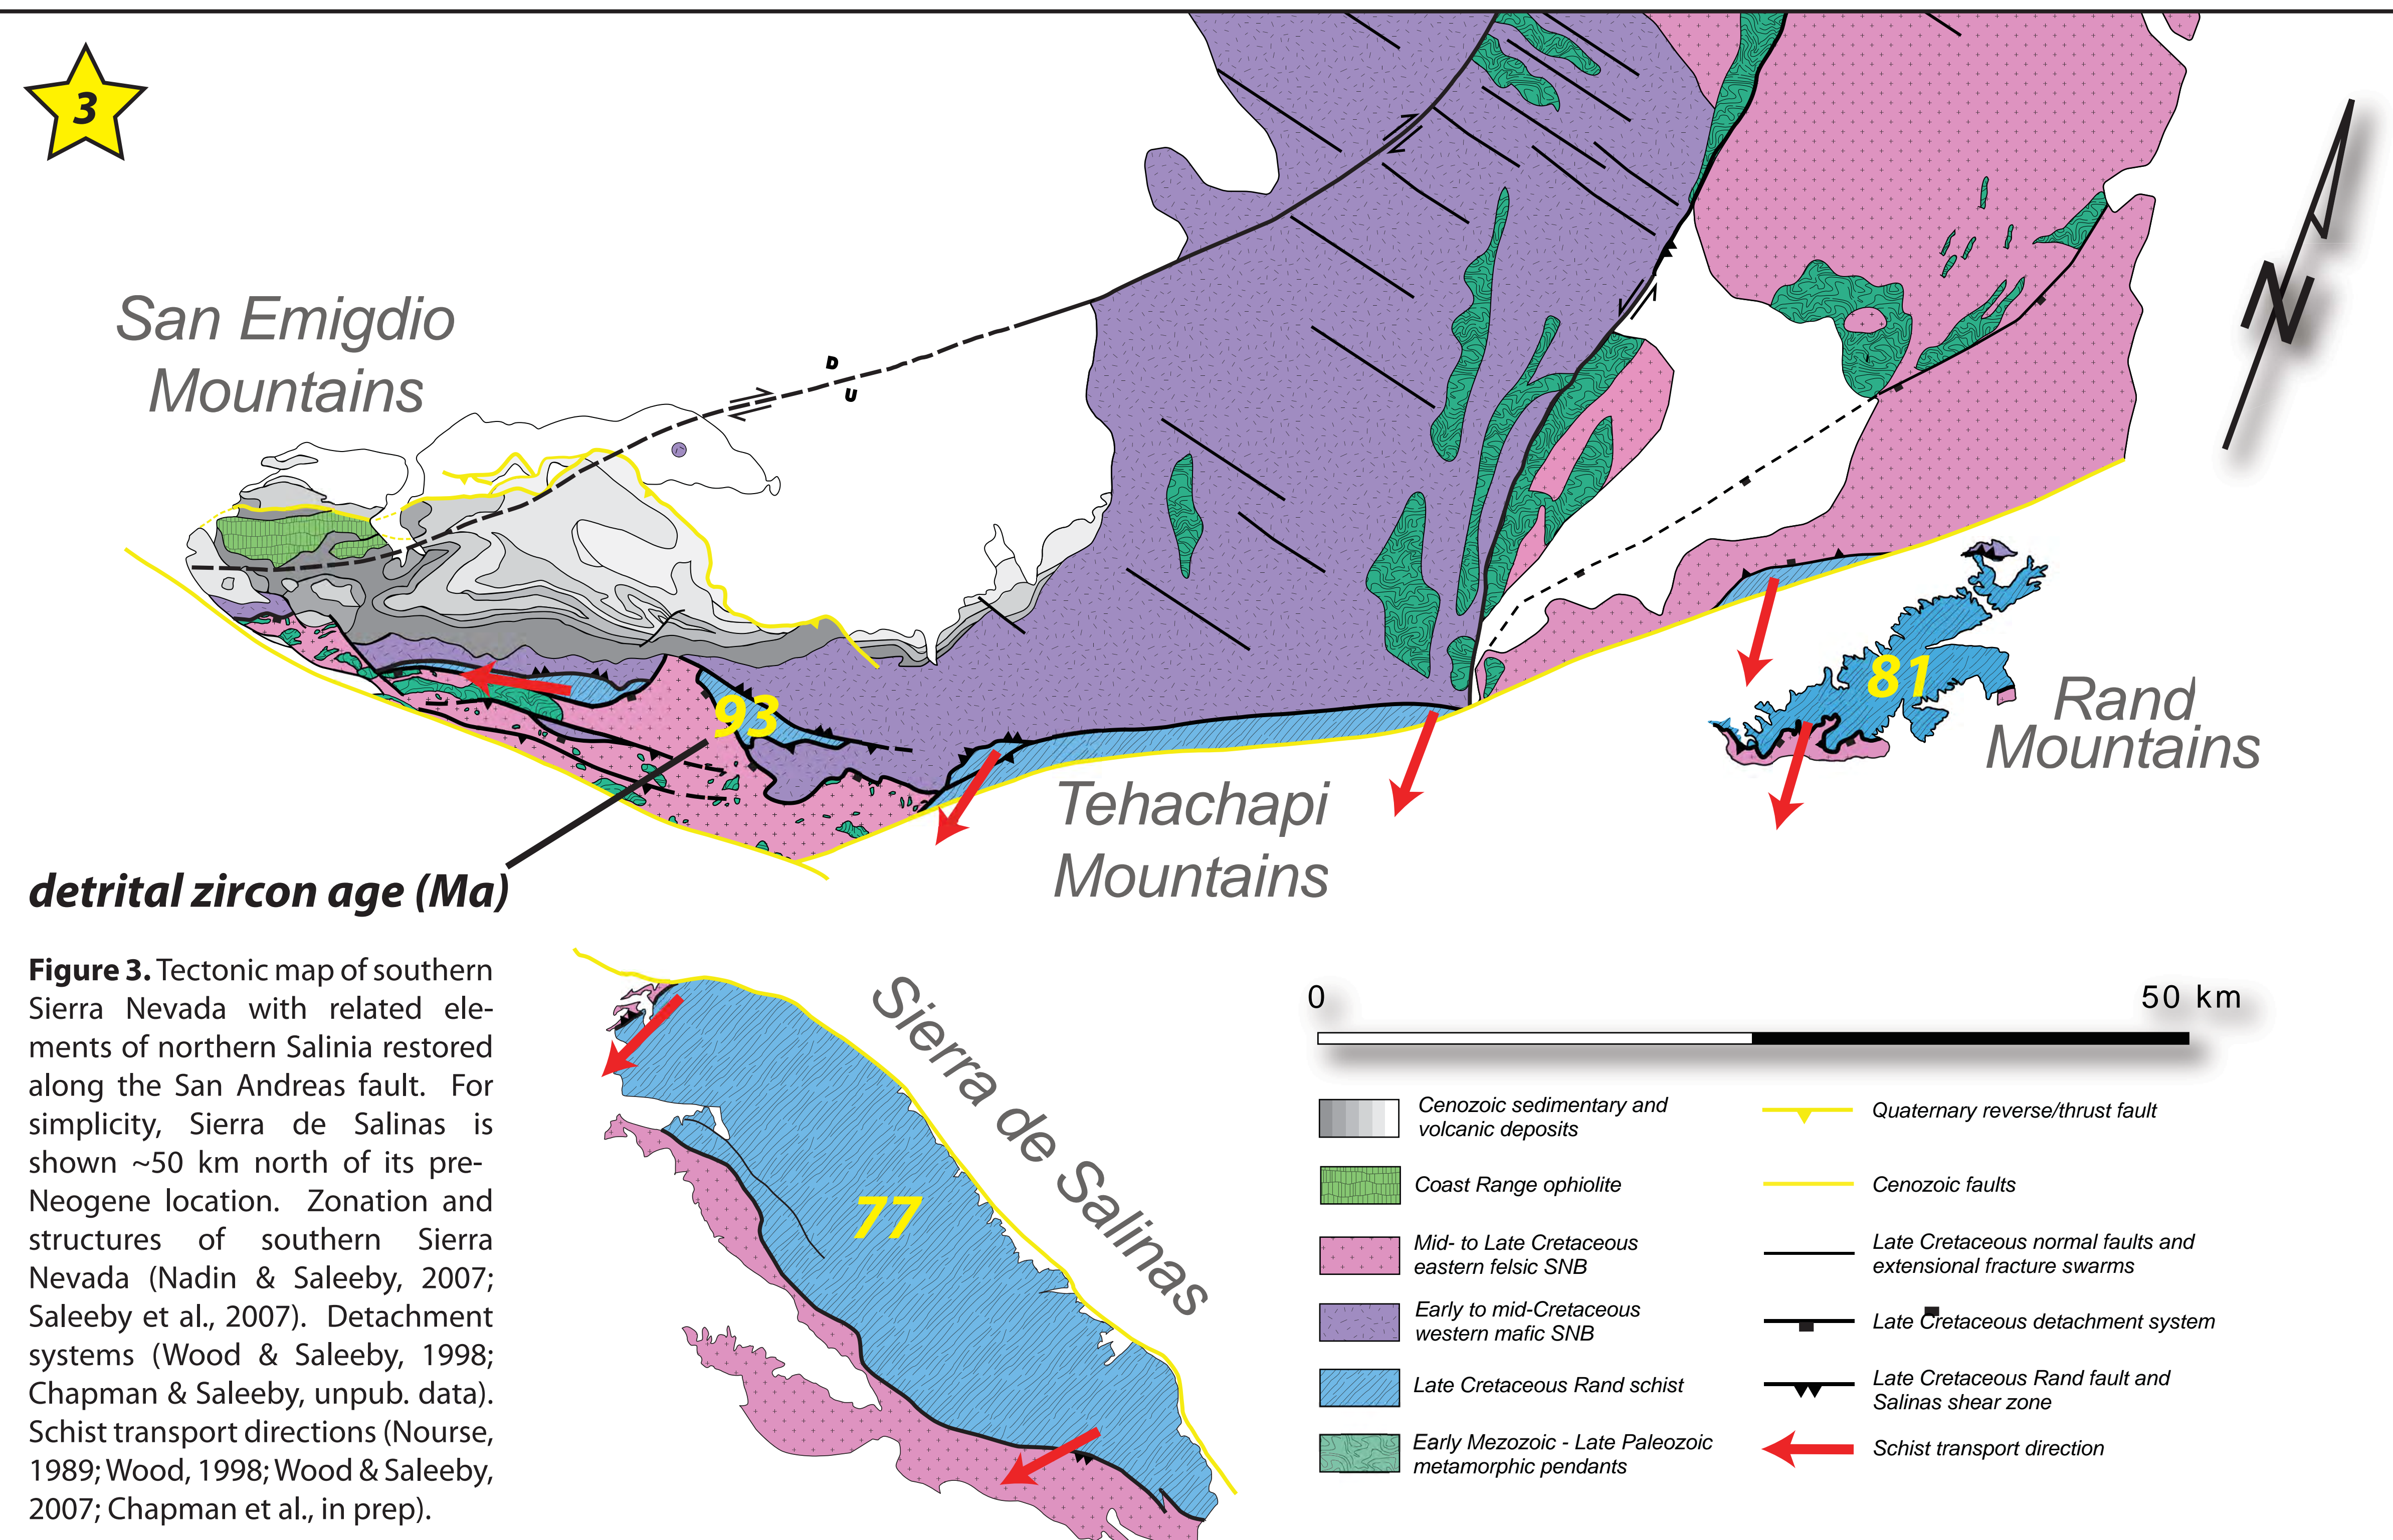 3
San Emigdio
Mountains
D
U
N
93
81
Rand
Mountains
Tehachapi
Mountains
detrital zircon age (Ma)
Figure 3. Tectonic map of southern
Sierra Nevada with related ele-
ments of northern Salinia restored
along the San Andreas fault. For
simplicity, Sierra de Salinas is
shown ~50 km north of its pre-
Neogene location. Zonation and
structures of southern Sierra
Nevada (Nadin & Saleeby, 2007;
Saleeby et al., 2007). Detachment
systems (Wood & Saleeby, 1998;
Chapman & Saleeby, unpub. data).
Schist transport directions (Nourse,
1989; Wood, 1998; Wood & Saleeby,
2007; Chapman et al., in prep).
Sierra de Salinas
77
0 50 km
Cenozoic sedimentary and
volcanic deposits
Coast Range ophiolite
Mid- to Late Cretaceous
eastern felsic SNB
Early to mid-Cretaceous
western mafic SNB
Late Cretaceous Rand schist
Early Mezozoic - Late Paleozoic
metamorphic pendants
Quaternary reverse/thrust fault
Cenozoic faults
Late Cretaceous normal faults and
extensional fracture swarms
Late Cretaceous detachment system
Late Cretaceous Rand fault and
Salinas shear zone
Schist transport direction